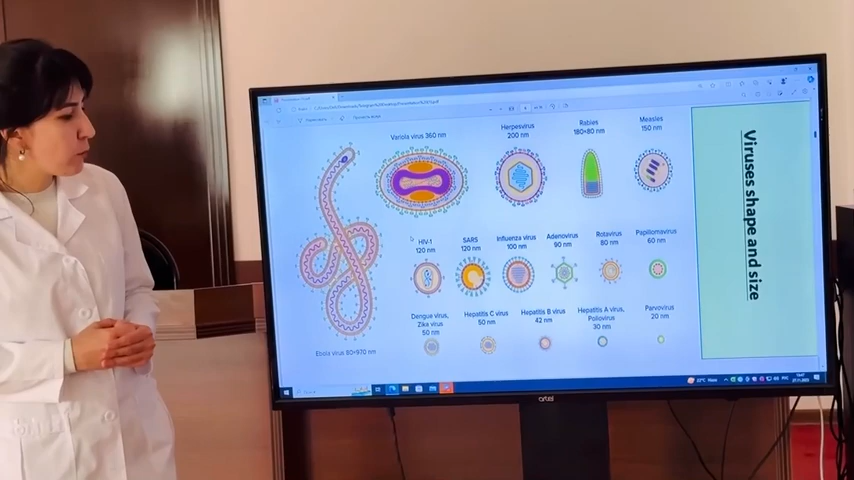 Variola virus 360 nm
Herpesvirus
200 nm
Rabies
180×80 nm
Measles
150 nm
Viruses shape and size
HIV-1
120 nm
SARS
120 nm
Influenza virus
100 nm
Adenovirus
90 nm
Rotavirus
80 nm
Papillomavirus
60 nm
Dengue virus,
Zika virus
50 nm
Hepatitis C virus
50 nm
Hepatitis B virus
42 nm
Hepatitis A virus,
Poliovirus
30 nm
Parvovirus
20 nm
Ebola virus 80×970 nm
artel